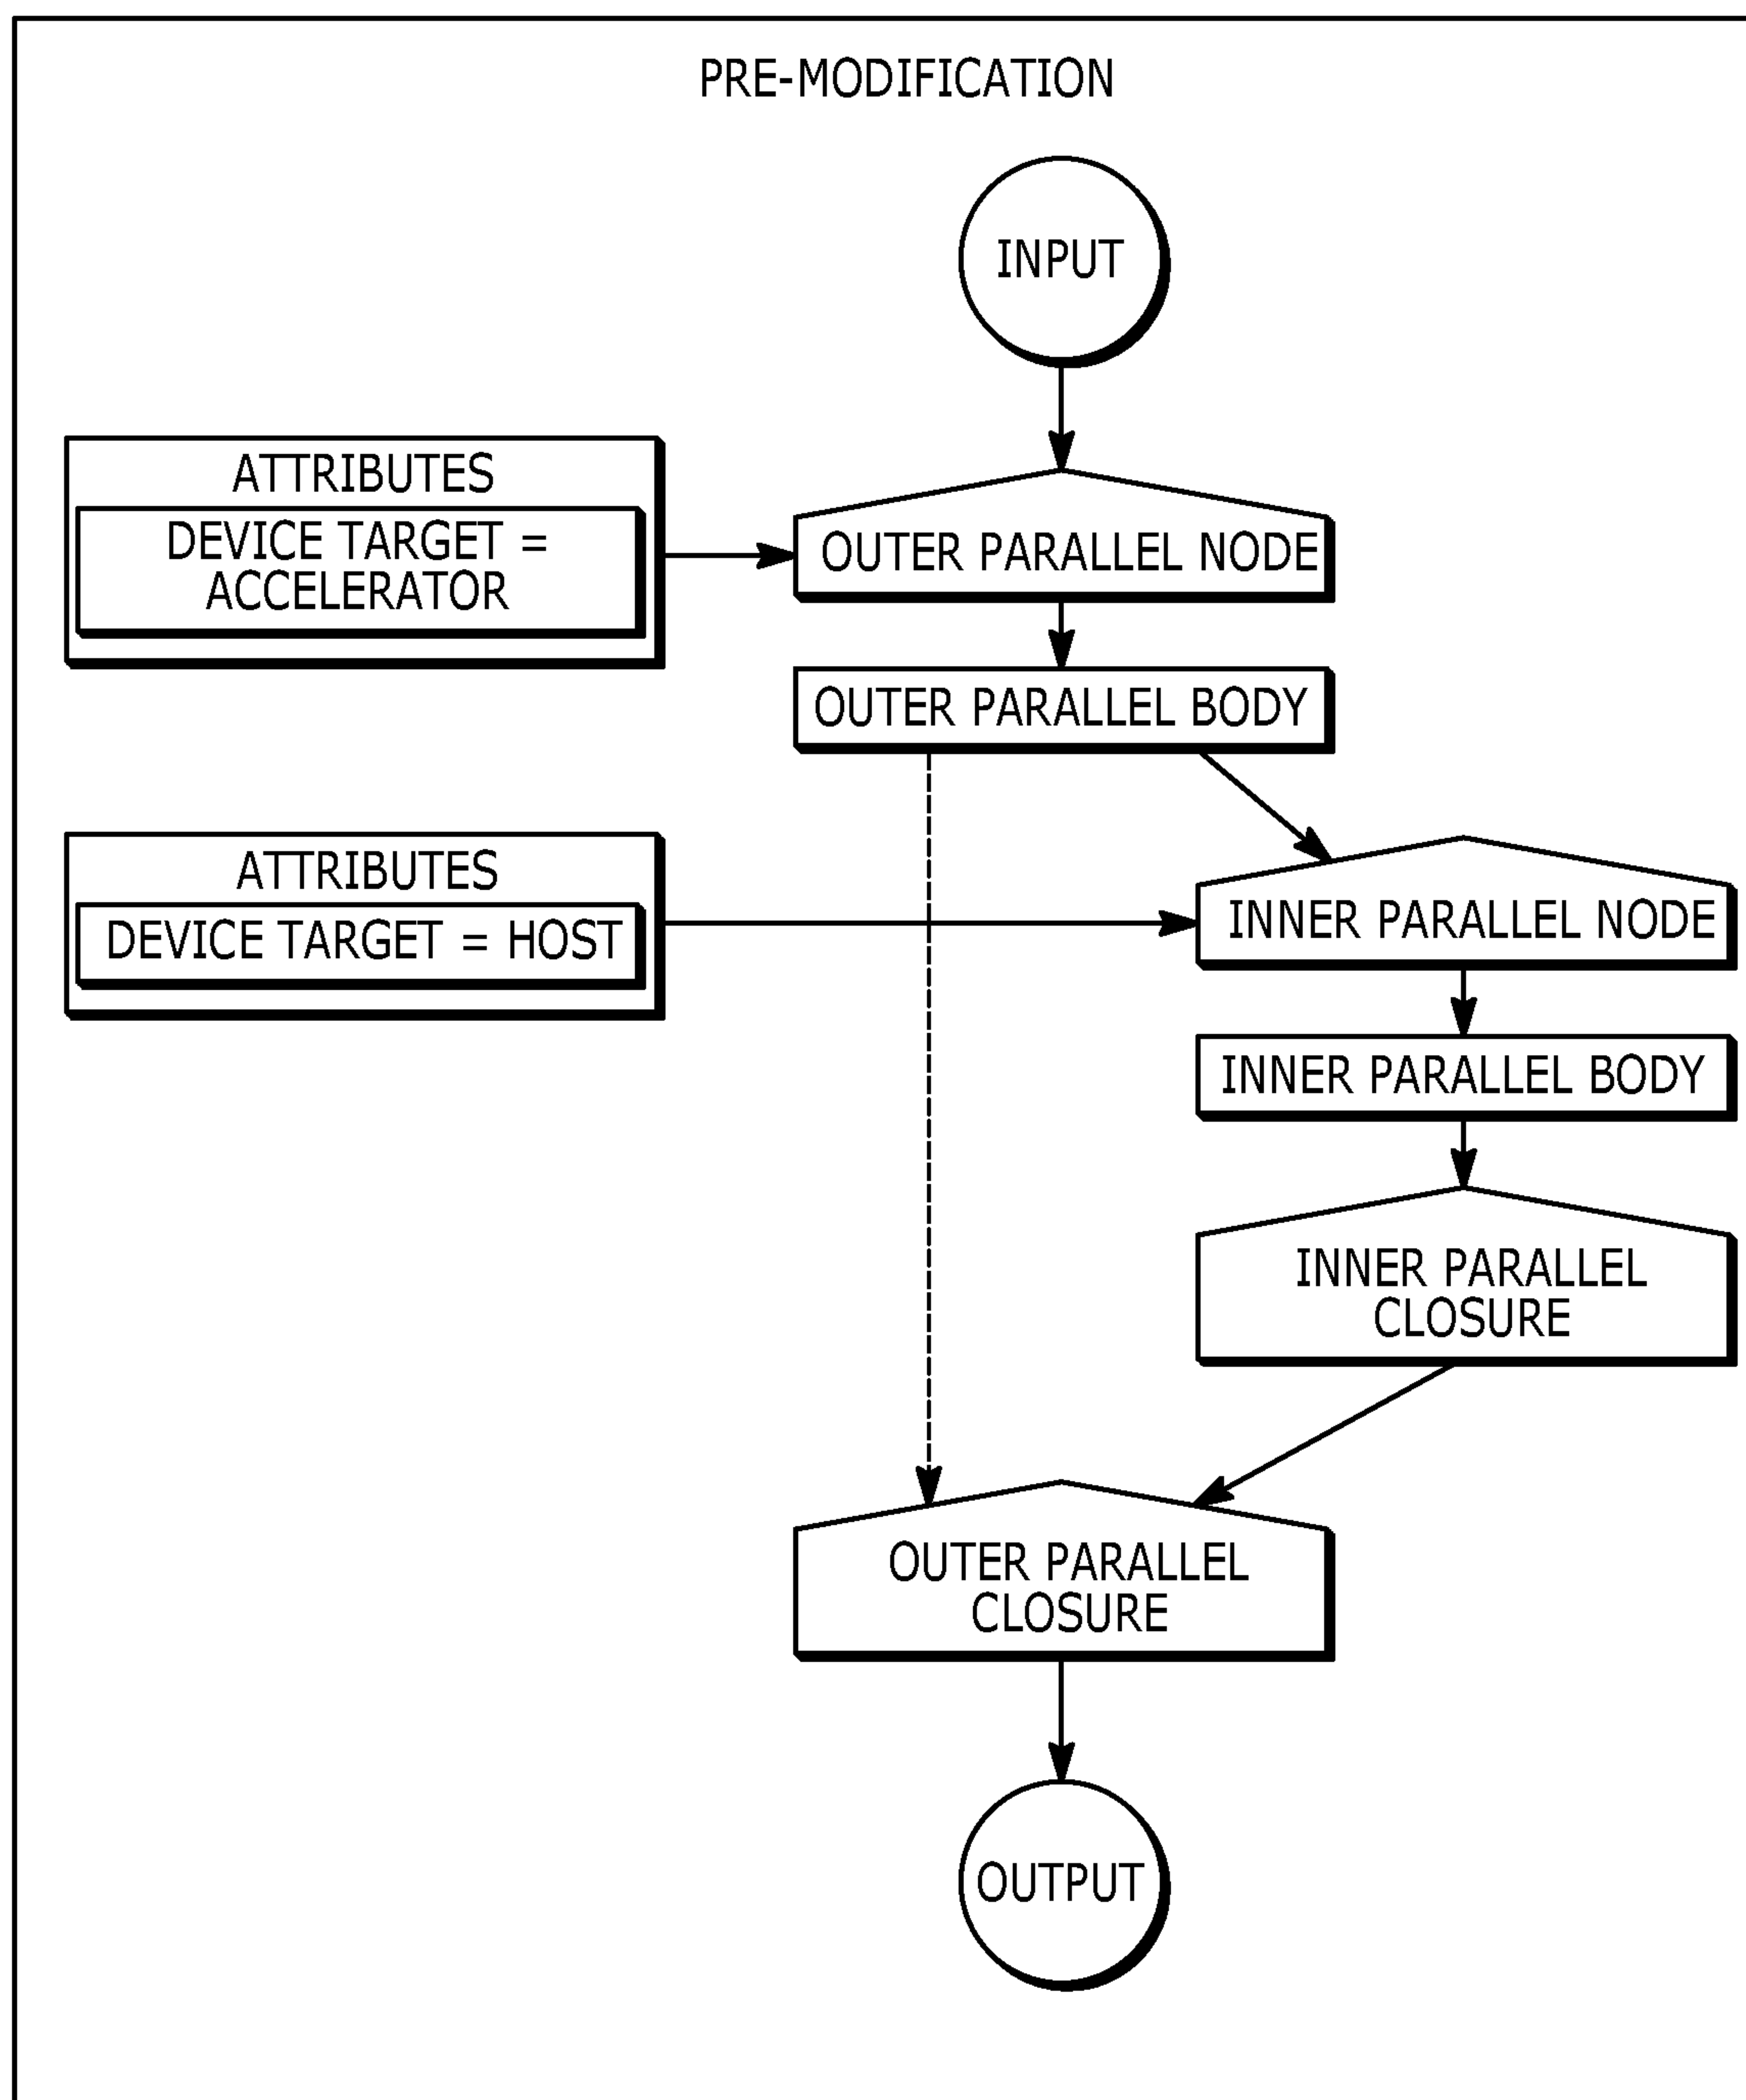 PRE-MODIFICATION
INPUT
ATTRIBUTES
DEVICE TARGET =
ACCELERATOR
OUTER PARALLEL NODE
OUTER PARALLEL BODY
ATTRIBUTES
DEVICE TARGET = HOST
INNER PARALLEL NODE
INNER PARALLEL BODY
INNER PARALLEL
CLOSURE
OUTER PARALLEL
CLOSURE
OUTPUT